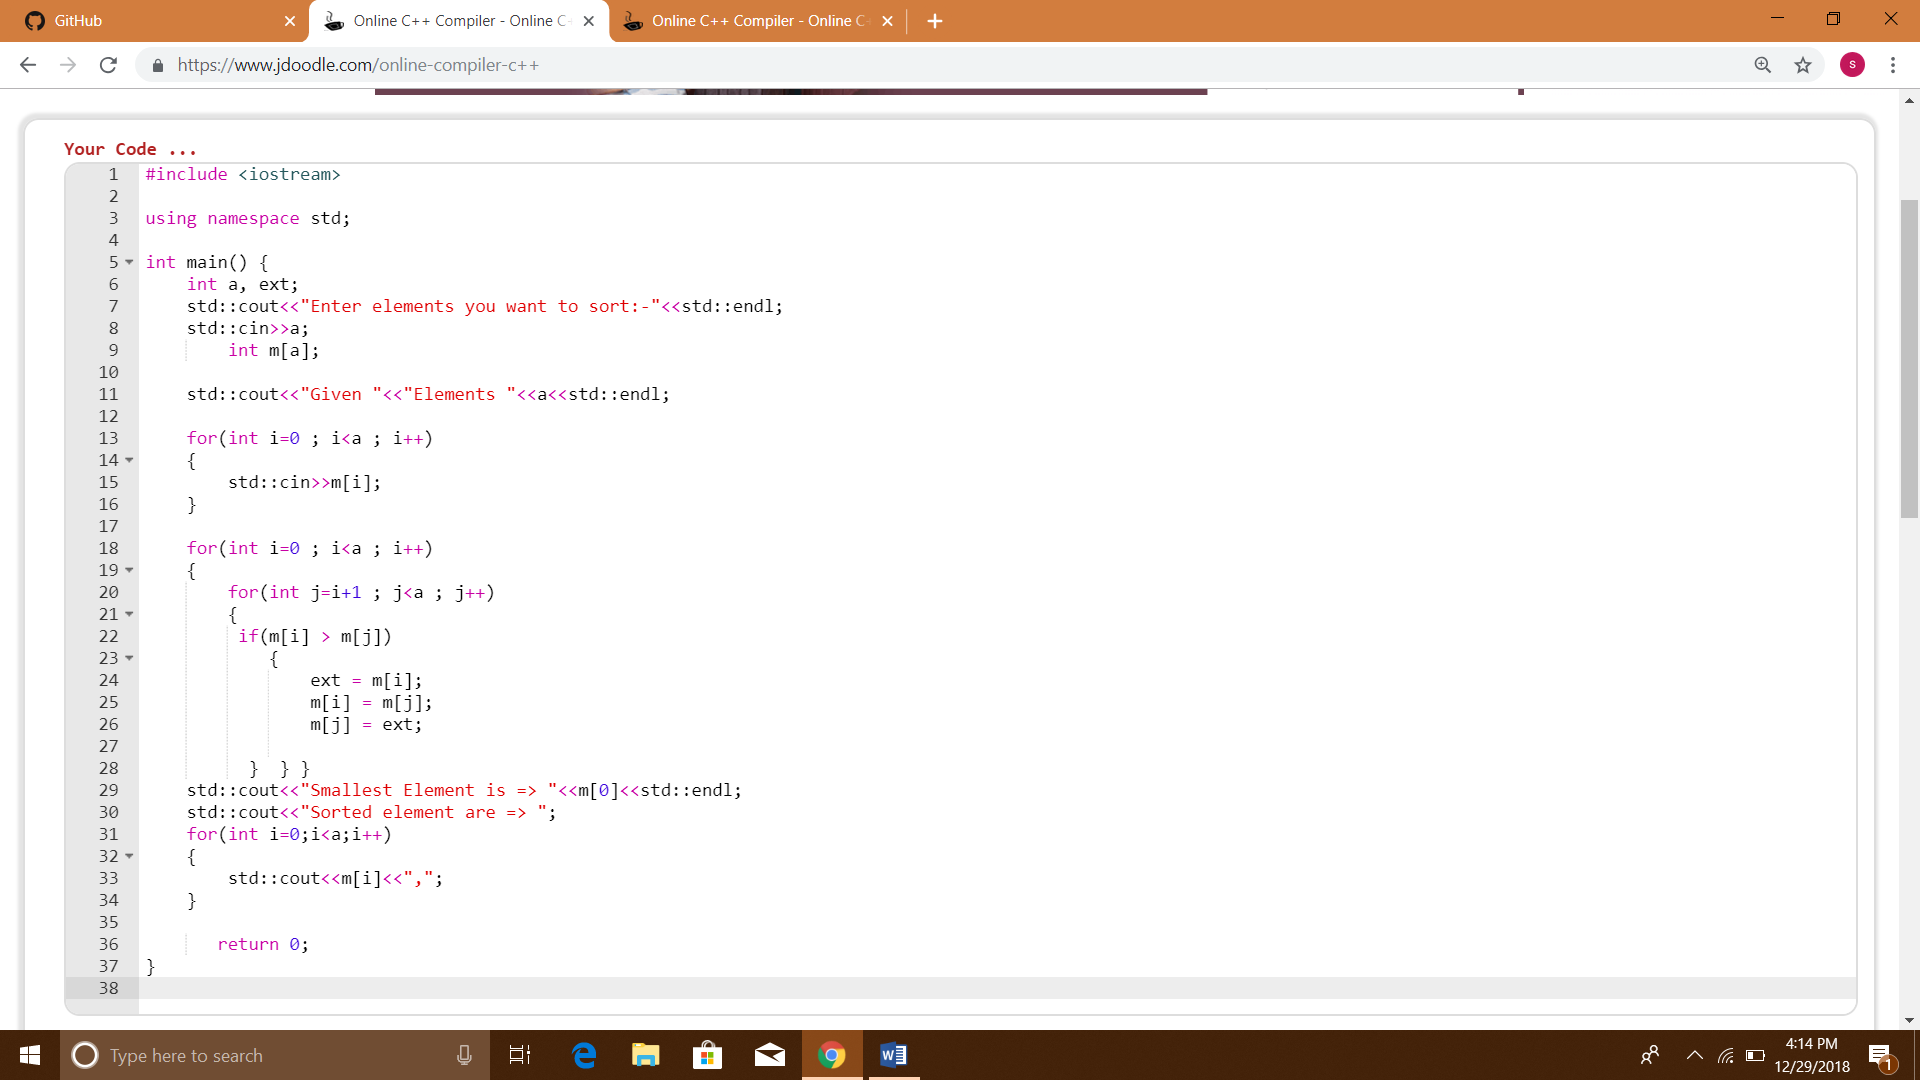 GitHub
Online C++ Compiler - Online C
Online C++ Compiler - Online C
https://www.jdoodle.com/online-compiler-c++
s
Your Code ...
1 #include <iostream>
2
3 using namespace std;
4
5 int main() {
6 int a, ext;
7 std::cout<<"Enter elements you want to sort:-"<<std::endl;
8 std::cin>>a;
9 int m[a];
10
11 std::cout<<"Given "<<"Elements "<<a<<std::endl;
12
13 for(int i=0 ; i<a ; i++)
14 {
15 std::cin>>m[i];
16 }
17
18 for(int i=0 ; i<a ; i++)
19 {
20 for(int j=i+1 ; j<a ; j++)
21 {
22 if(m[i] > m[j])
23 {
24 ext = m[i];
25 m[i] = m[j];
26 m[j] = ext;
27
28 } } }
29 std::cout<<"Smallest Element is => "<<m[0]<<std::endl;
30 std::cout<<"Sorted element are => ";
31 for(int i=0;i<a;i++)
32 {
33 std::cout<<m[i]<<",";
34 }
35
36 return 0;
37 }
38
Type here to search
W
4:14 PM
12/29/2018
1